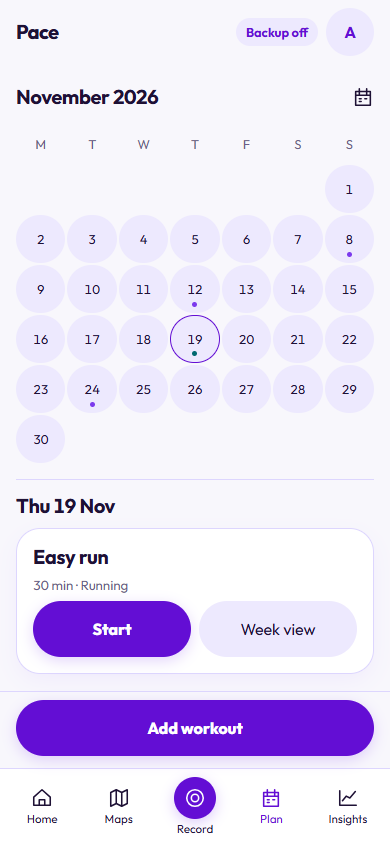 Pace
Backup off
A
November 2026
M T W T F S S
1
2 3 4 5 6 7 8
9 10 11 12 13 14 15
16 17 18 19 20 21 22
23 24 25 26 27 28 29
30
Thu 19 Nov
Easy run
30 min · Running
Start
Week view
Add workout
Home
Maps
Record
Plan
Insights